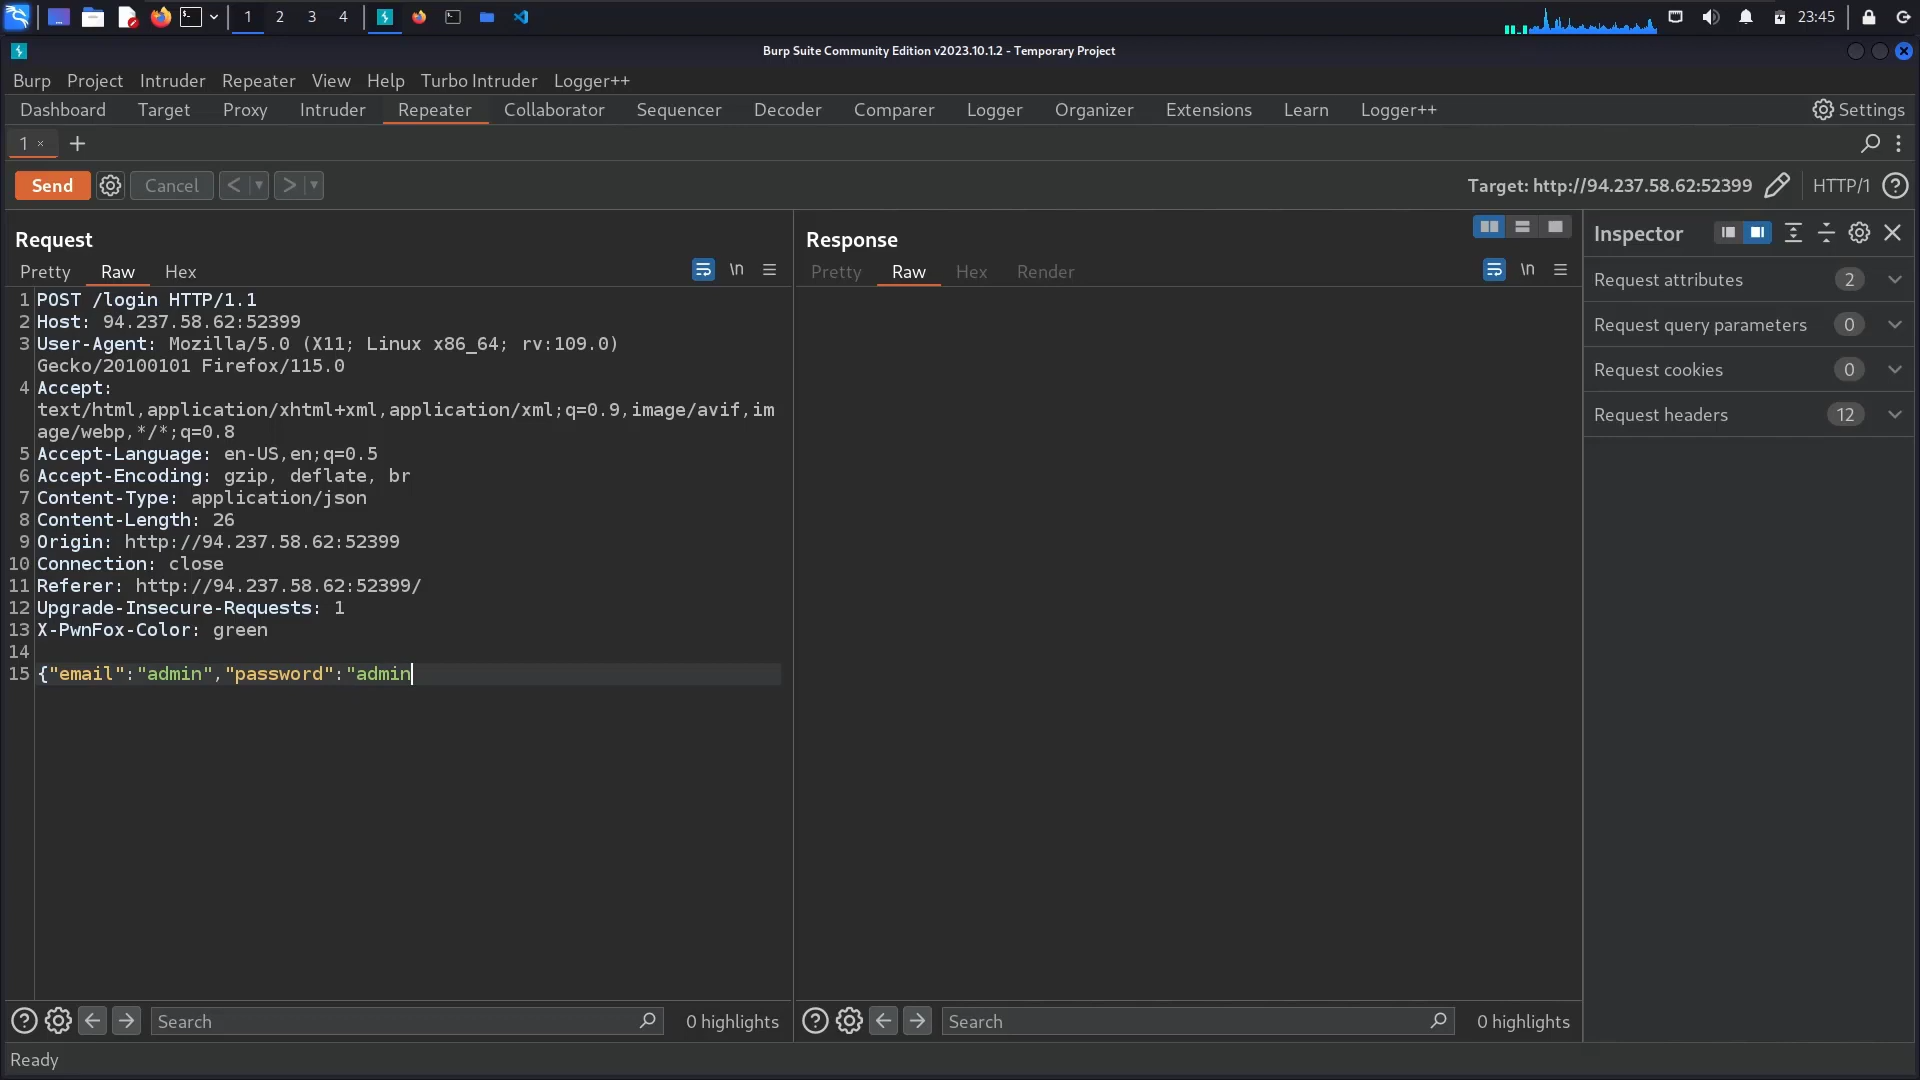 1 2 3 4 23:45
Burp Suite Community Edition v2023.10.1.2 - Temporary Project
Burp Project Intruder Repeater View Help Turbo Intruder Logger++
Dashboard Target Proxy Intruder Repeater Collaborator Sequencer Decoder Comparer Logger Organizer Extensions Learn Logger++ Settings
1 × +
Send Cancel < > Target: http://94.237.58.62:52399 HTTP/1 ?
Request
Pretty Raw Hex \n
1 POST /login HTTP/1.1
2 Host: 94.237.58.62:52399
3 User-Agent: Mozilla/5.0 (X11; Linux x86_64; rv:109.0)
Gecko/20100101 Firefox/115.0
4 Accept:
text/html,application/xhtml+xml,application/xml;q=0.9,image/avif,im
age/webp,*/*;q=0.8
5 Accept-Language: en-US,en;q=0.5
6 Accept-Encoding: gzip, deflate, br
7 Content-Type: application/json
8 Content-Length: 26
9 Origin: http://94.237.58.62:52399
10 Connection: close
11 Referer: http://94.237.58.62:52399/
12 Upgrade-Insecure-Requests: 1
13 X-PwnFox-Color: green
14
15 {"email":"admin","password":"admin
Search 0 highlights
Response
Pretty Raw Hex Render \n
Search 0 highlights
Inspector
Request attributes 2
Request query parameters 0
Request cookies 0
Request headers 12
Ready